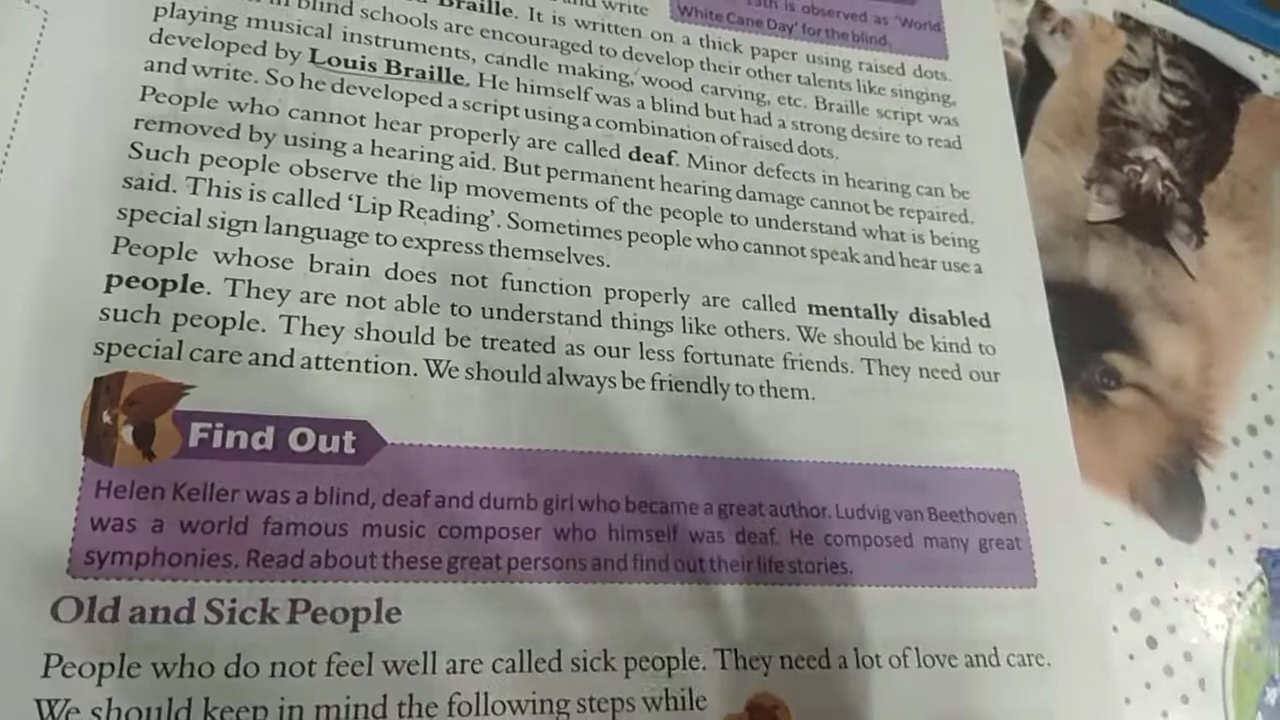 and write
15th is observed as 'World
White Cane Day' for the blind.
Braille. It is written on a thick paper using raised dots.
in blind schools are encouraged to develop their other talents like singing,
playing musical instruments, candle making, wood carving, etc. Braille script was
developed by Louis Braille. He himself was a blind but had a strong desire to read
and write. So he developed a script using a combination of raised dots.
People who cannot hear properly are called deaf. Minor defects in hearing can be
removed by using a hearing aid. But permanent hearing damage cannot be repaired.
Such people observe the lip movements of the people to understand what is being
said. This is called 'Lip Reading'. Sometimes people who cannot speak and hear use a
special sign language to express themselves.
People whose brain does not function properly are called mentally disabled
people. They are not able to understand things like others. We should be kind to
such people. They should be treated as our less fortunate friends. They need our
special care and attention. We should always be friendly to them.
Find Out
Helen Keller was a blind, deaf and dumb girl who became a great author. Ludvig van Beethoven
was a world famous music composer who himself was deaf. He composed many great
symphonies. Read about these great persons and find out their life stories.
Old and Sick People
People who do not feel well are called sick people. They need a lot of love and care.
We should keep in mind the following steps while